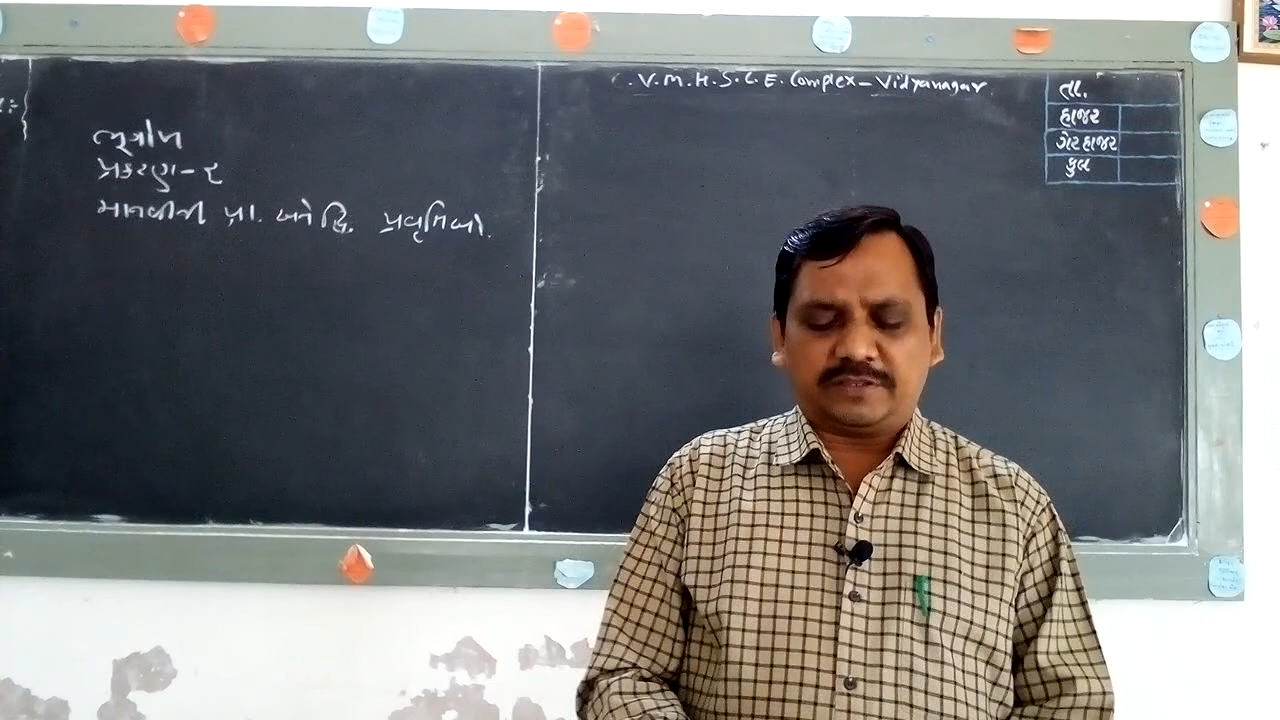 ભૂગોળ
પ્રકરણ-૨
માનવીની પ્રા. અને દ્વિ. પ્રવૃતિઓ.
V.M.H.S.C.E. Complex - Vidyanagar
તા.
હાજર
ગેરહાજર
કુલ